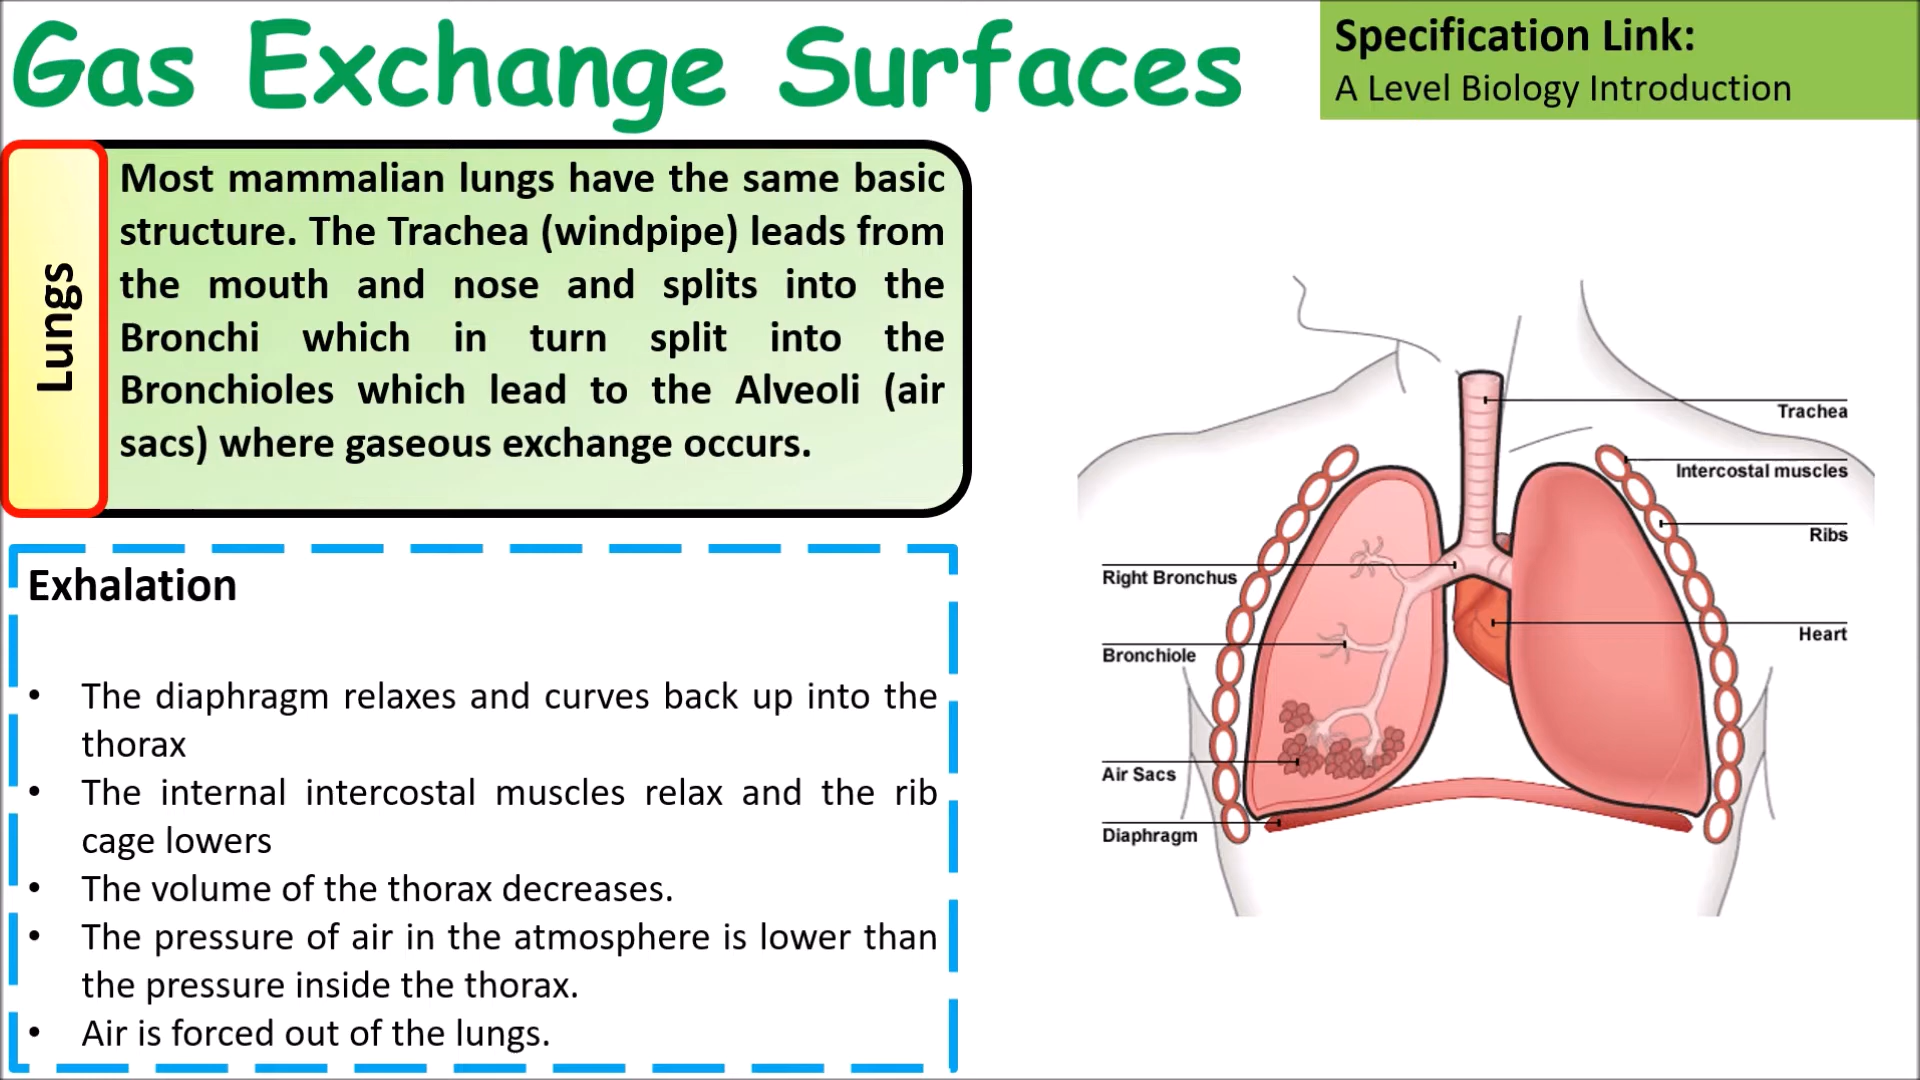 Gas Exchange Surfaces
Specification Link:
A Level Biology Introduction
Lungs
Most mammalian lungs have the same basic
structure. The Trachea (windpipe) leads from
the mouth and nose and splits into the
Bronchi which in turn split into the
Bronchioles which lead to the Alveoli (air
sacs) where gaseous exchange occurs.
Exhalation
• The diaphragm relaxes and curves back up into the
thorax
• The internal intercostal muscles relax and the rib
cage lowers
• The volume of the thorax decreases.
• The pressure of air in the atmosphere is lower than
the pressure inside the thorax.
• Air is forced out of the lungs.
Trachea
Intercostal muscles
Ribs
Right Bronchus
Heart
Bronchiole
Air Sacs
Diaphragm